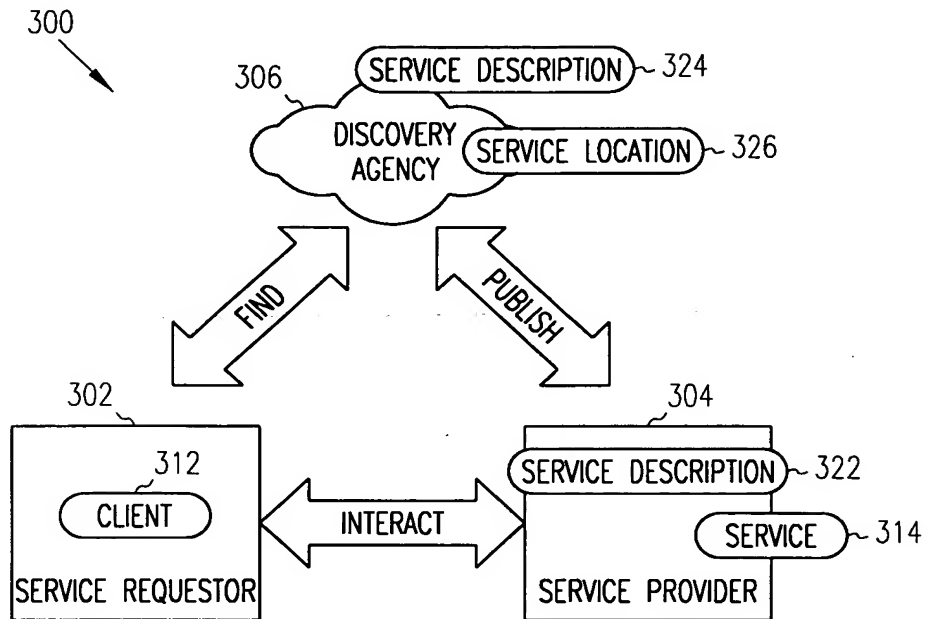 300
306
SERVICE DESCRIPTION
324
DISCOVERY
AGENCY
SERVICE LOCATION
326
FIND
PUBLISH
302
304
312
CLIENT
SERVICE REQUESTOR
INTERACT
SERVICE DESCRIPTION
322
SERVICE
314
SERVICE PROVIDER